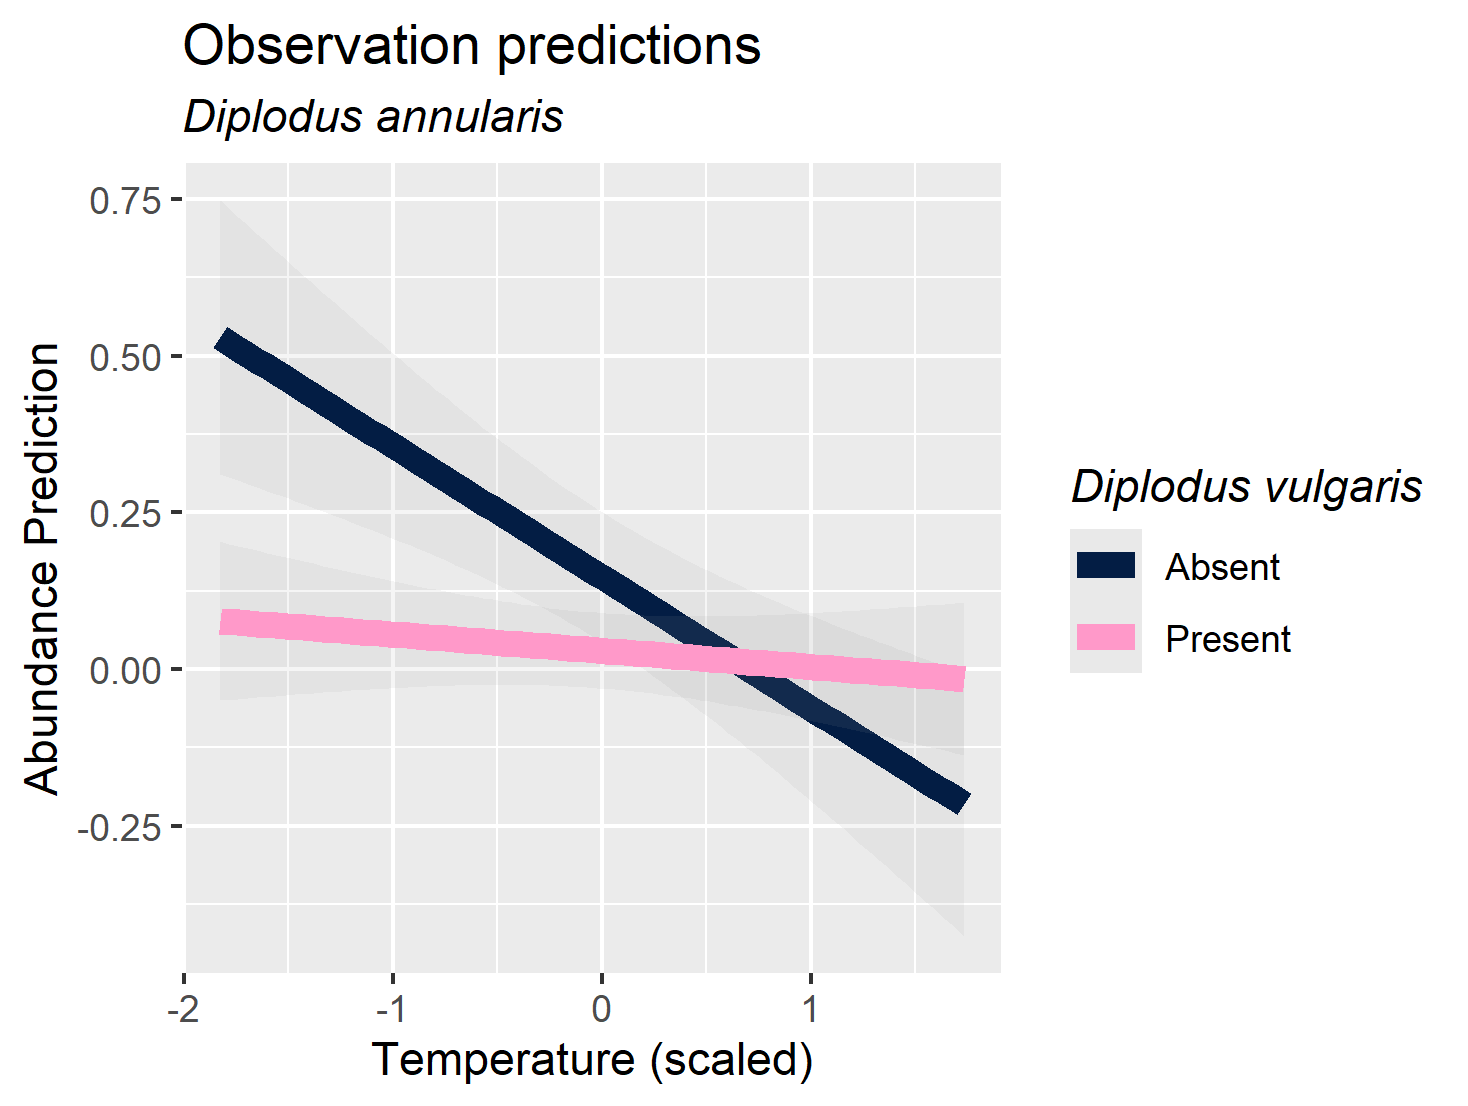 Observation predictions
Diplodus annularis
0.75
0.50
0.25
0.00
-0.25
Abundance Prediction
-2
-1
0
1
Temperature (scaled)
Diplodus vulgaris
Absent
Present